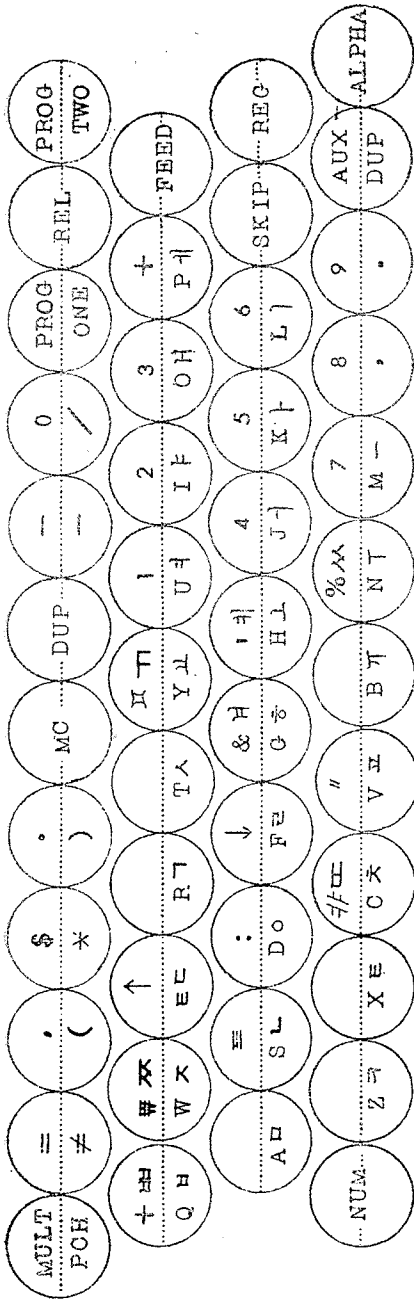 MULT = ' $ ° MC DUP — 0 PROG REL PROG
PCH ≠ ( * ) = / ONE TWO
ㅃ ㅉ ↑ ㄲ 1 2 3 + FEED
Q ㅂ W ㅈ E ㄷ R ㄱ T ㅅ Y ㅛ U ㅕ I ㅑ O ㅐ P ㅔ
: ↓ & ' ㅖ 4 5 6 SKIP REG
A ㅁ S ㄴ D ㅇ F ㄹ G ㅎ H ㅗ J ㅓ K ㅏ L ㅣ
NUM ㄸ " % ㅆ 7 8 9 AUX ALPHA
Z ㅋ X ㅌ C ㅊ V ㅍ B ㅠ N ㅜ M ㅡ , . DUP